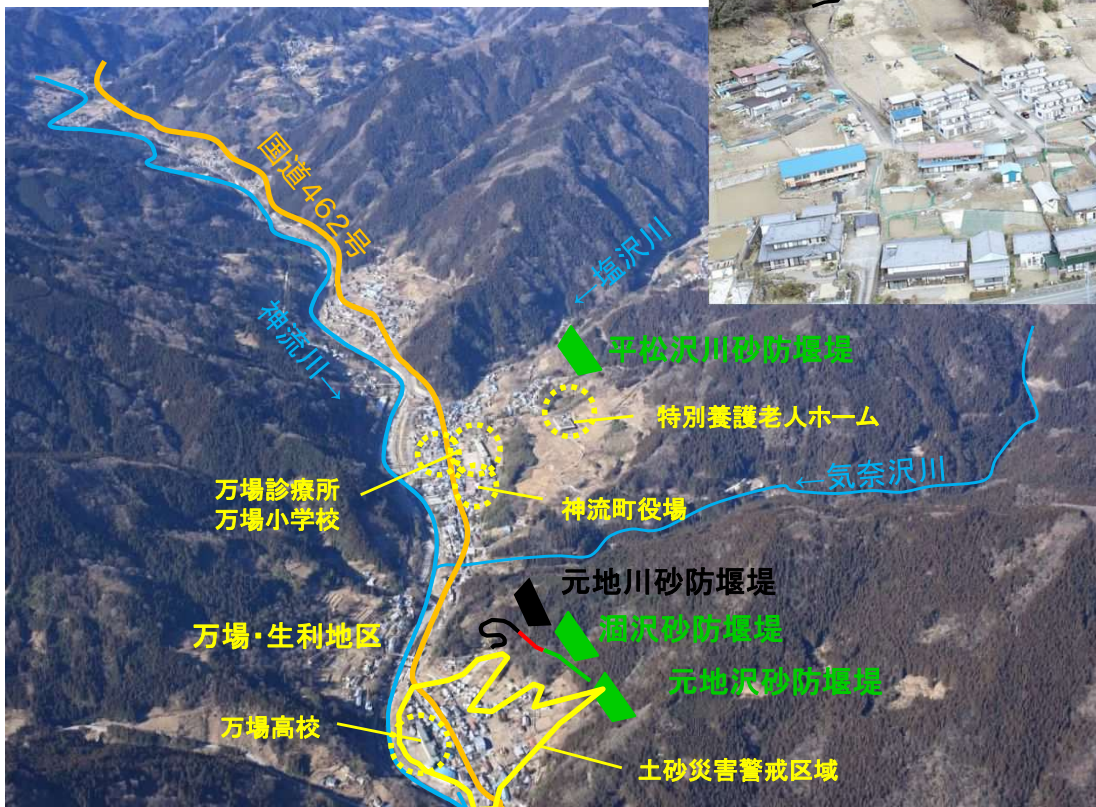 国道462号
←塩沢川
神流川→
平松沢川砂防堰堤
特別養護老人ホーム
←気奈沢川
万場診療所
万場小学校
神流町役場
元地川砂防堰堤
涸沢砂防堰堤
万場・生利地区
元地沢砂防堰堤
万場高校
土砂災害警戒区域